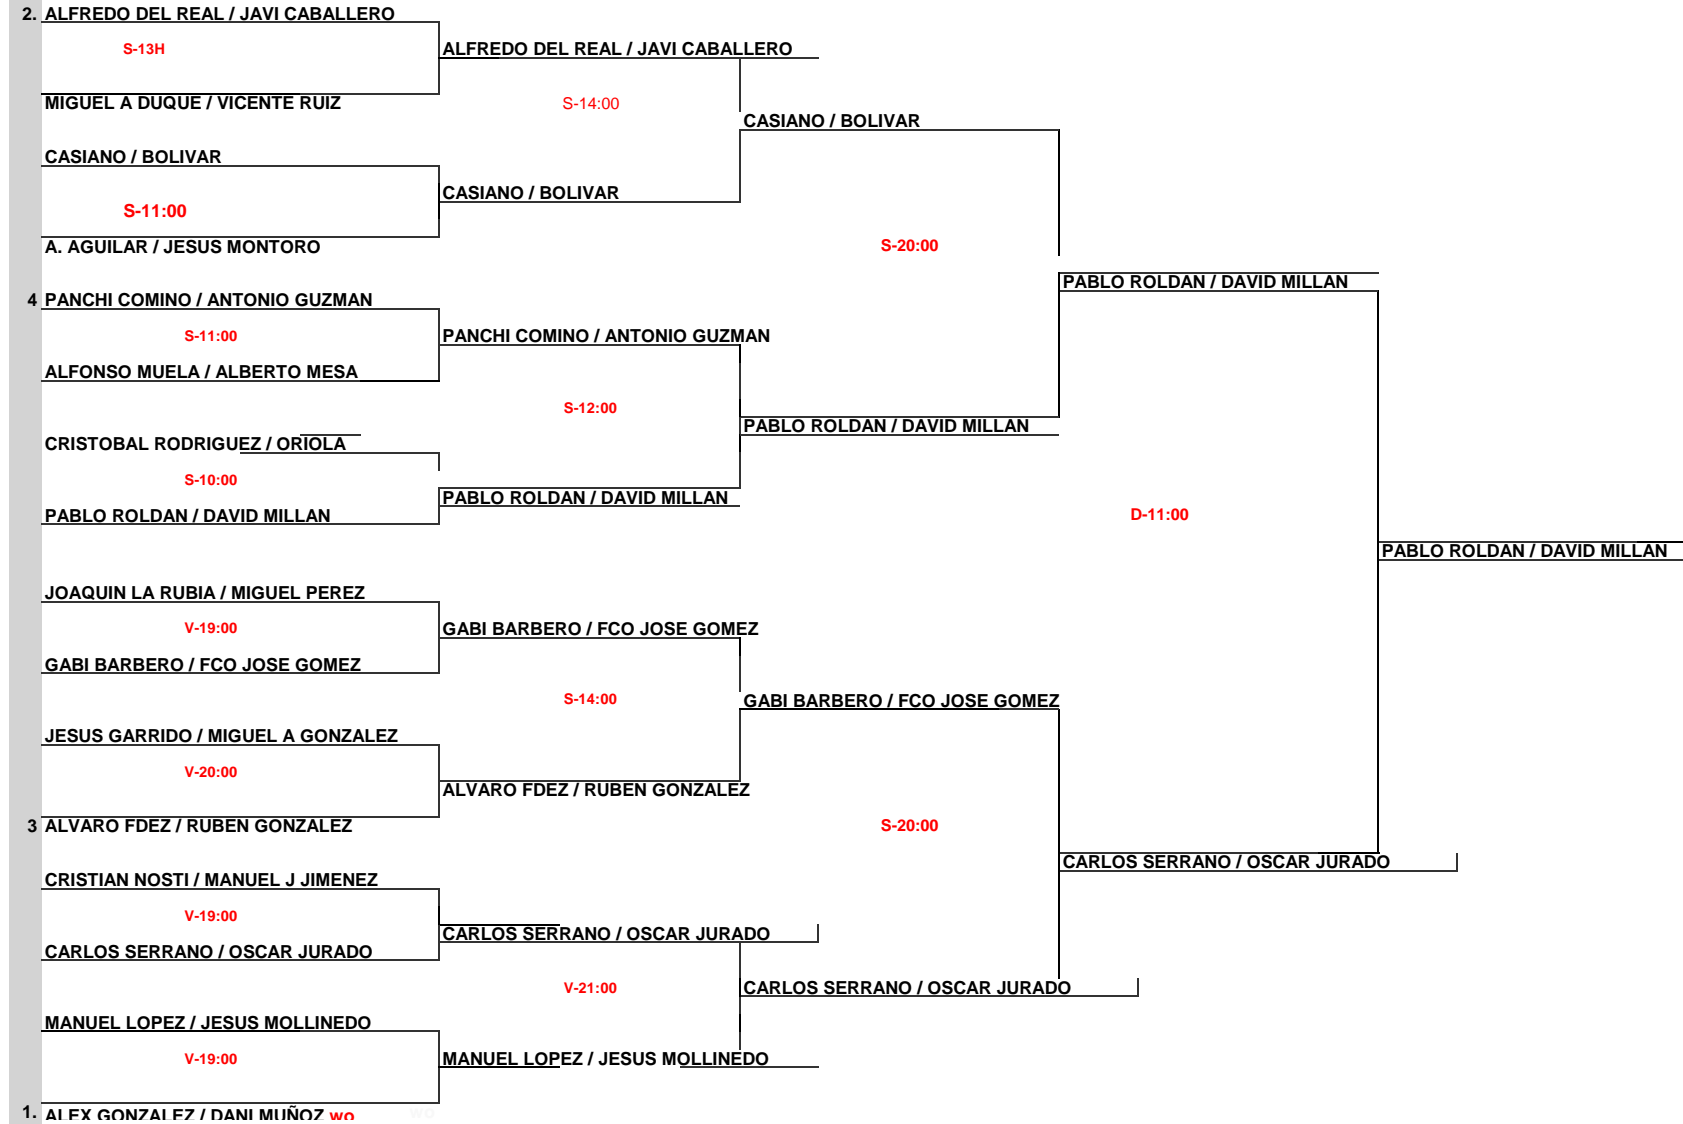 2. ALFREDO DEL REAL / JAVI CABALLERO
S-13H
ALFREDO DEL REAL / JAVI CABALLERO
MIGUEL A DUQUE / VICENTE RUIZ
S-14:00
CASIANO / BOLIVAR
CASIANO / BOLIVAR
CASIANO / BOLIVAR
S-11:00
A. AGUILAR / JESUS MONTORO
S-20:00
PABLO ROLDAN / DAVID MILLAN
4 PANCHI COMINO / ANTONIO GUZMAN
S-11:00
PANCHI COMINO / ANTONIO GUZMAN
ALFONSO MUELA / ALBERTO MESA
S-12:00
PABLO ROLDAN / DAVID MILLAN
CRISTOBAL RODRIGUEZ / ORIOLA
S-10:00
PABLO ROLDAN / DAVID MILLAN
PABLO ROLDAN / DAVID MILLAN
D-11:00
PABLO ROLDAN / DAVID MILLAN
JOAQUIN LA RUBIA / MIGUEL PEREZ
V-19:00
GABI BARBERO / FCO JOSE GOMEZ
GABI BARBERO / FCO JOSE GOMEZ
S-14:00
GABI BARBERO / FCO JOSE GOMEZ
JESUS GARRIDO / MIGUEL A GONZALEZ
V-20:00
ALVARO FDEZ / RUBEN GONZALEZ
3 ALVARO FDEZ / RUBEN GONZALEZ
S-20:00
CARLOS SERRANO / OSCAR JURADO
CRISTIAN NOSTI / MANUEL J JIMENEZ
V-19:00
CARLOS SERRANO / OSCAR JURADO
CARLOS SERRANO / OSCAR JURADO
V-21:00
CARLOS SERRANO / OSCAR JURADO
MANUEL LOPEZ / JESUS MOLLINEDO
V-19:00
MANUEL LOPEZ / JESUS MOLLINEDO
1. ALEX GONZALEZ / DANI MUÑOZ wo wo